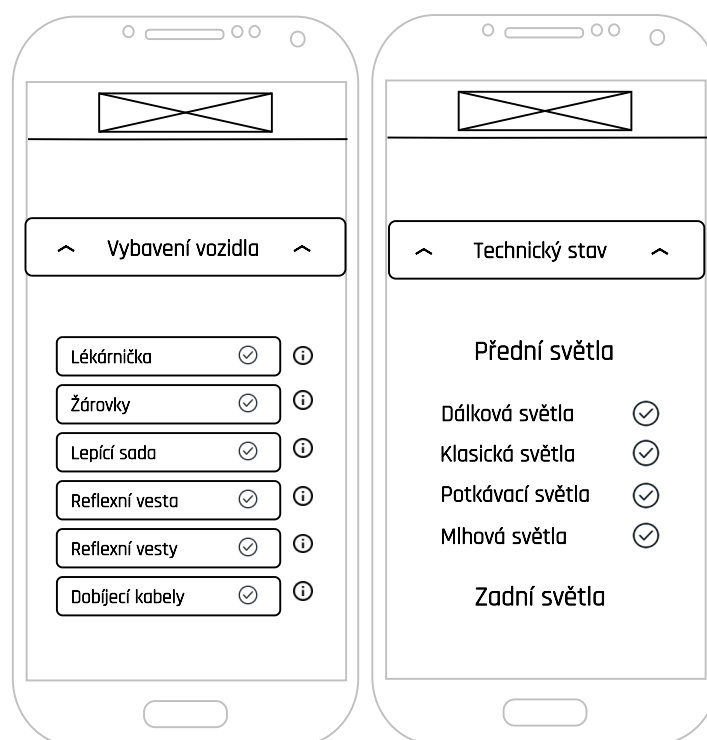 Vybavení vozidla
Lékárnička
Žárovky
Lepící sada
Reflexní vesta
Reflexní vesty
Dobíjecí kabely
Technický stav
Přední světla
Dálková světla
Klasická světla
Potkávací světla
Mlhová světla
Zadní světla